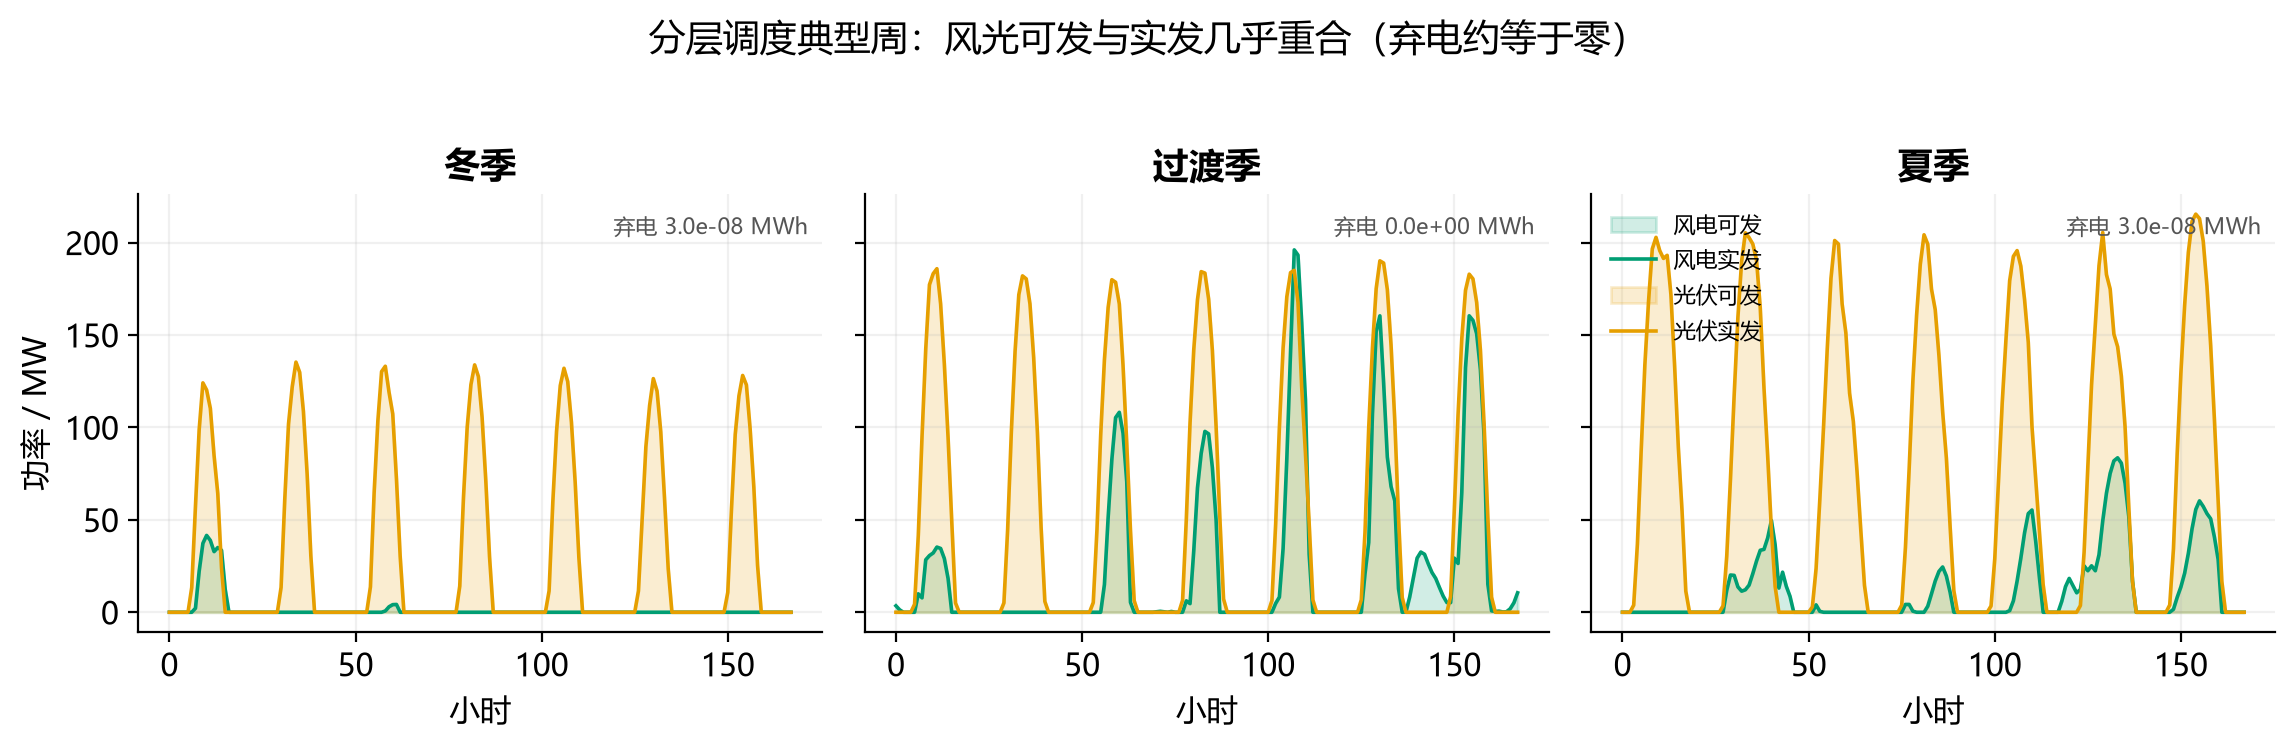 分层调度典型周：风光可发与实发几乎重合（弃电约等于零）
冬季
弃电 3.0e-08 MWh
功率 / MW
200
150
100
50
0
0
50
100
150
小时
过渡季
弃电 0.0e+00 MWh
0
50
100
150
小时
夏季
弃电 3.0e-08 MWh
风电可发
风电实发
光伏可发
光伏实发
0
50
100
150
小时